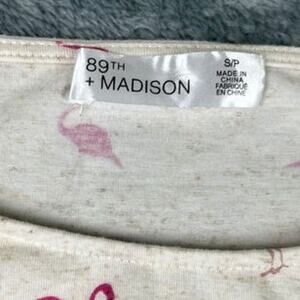 89TH
+ MADISON
S/P
MADE IN
CHINA
FABRIQUÉ
EN CHINE